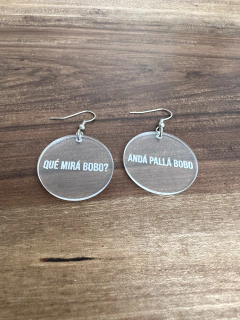 QUÉ MIRÁ BOBO?
ANDÁ PALLÁ BOBO